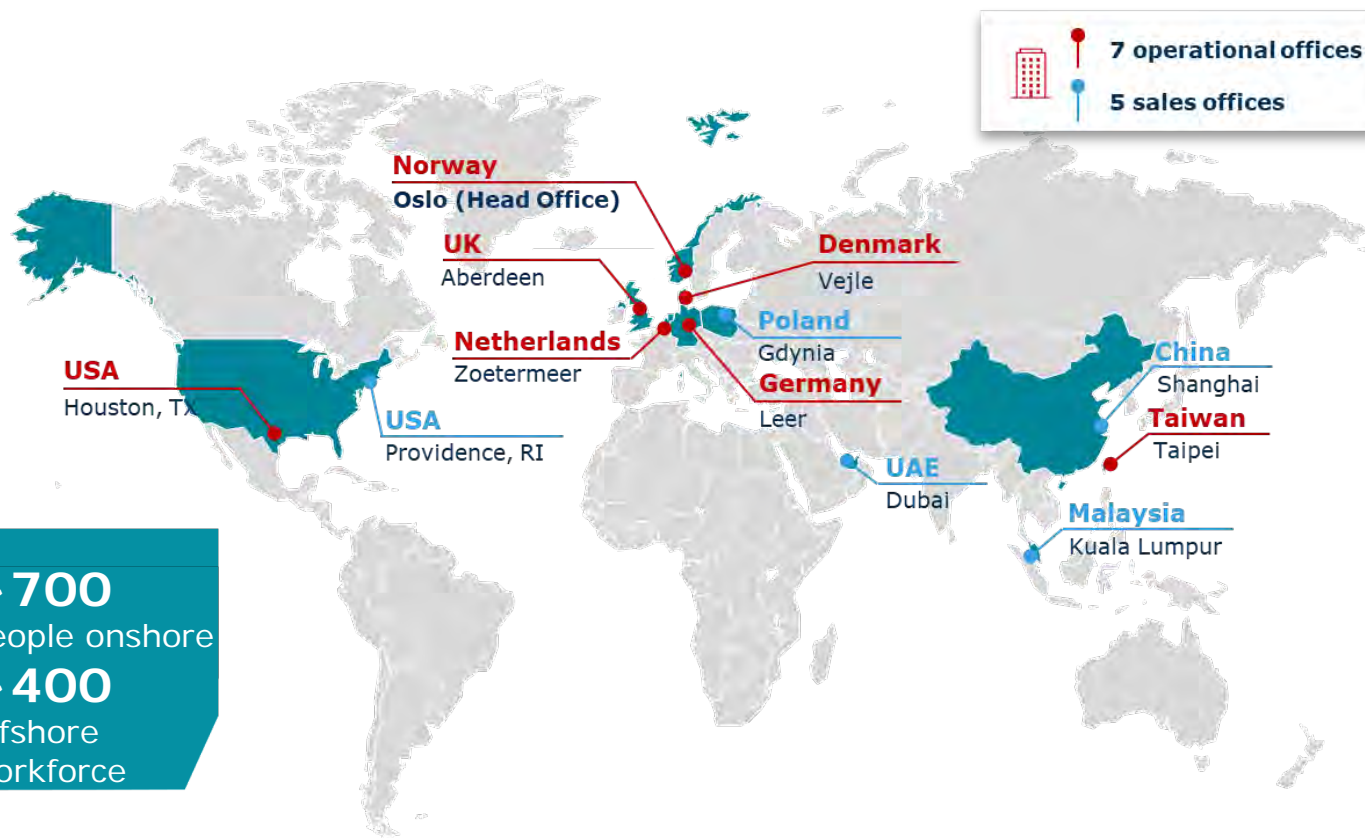 7 operational offices
5 sales offices
Norway
Oslo (Head Office)
UK
Aberdeen
Denmark
Vejle
Netherlands
Zoetermeer
Poland
Gdynia
Germany
Leer
USA
Houston, TX
USA
Providence, RI
China
Shanghai
Taiwan
Taipei
UAE
Dubai
Malaysia
Kuala Lumpur
700
eople onshore
400
fshore
orkforce